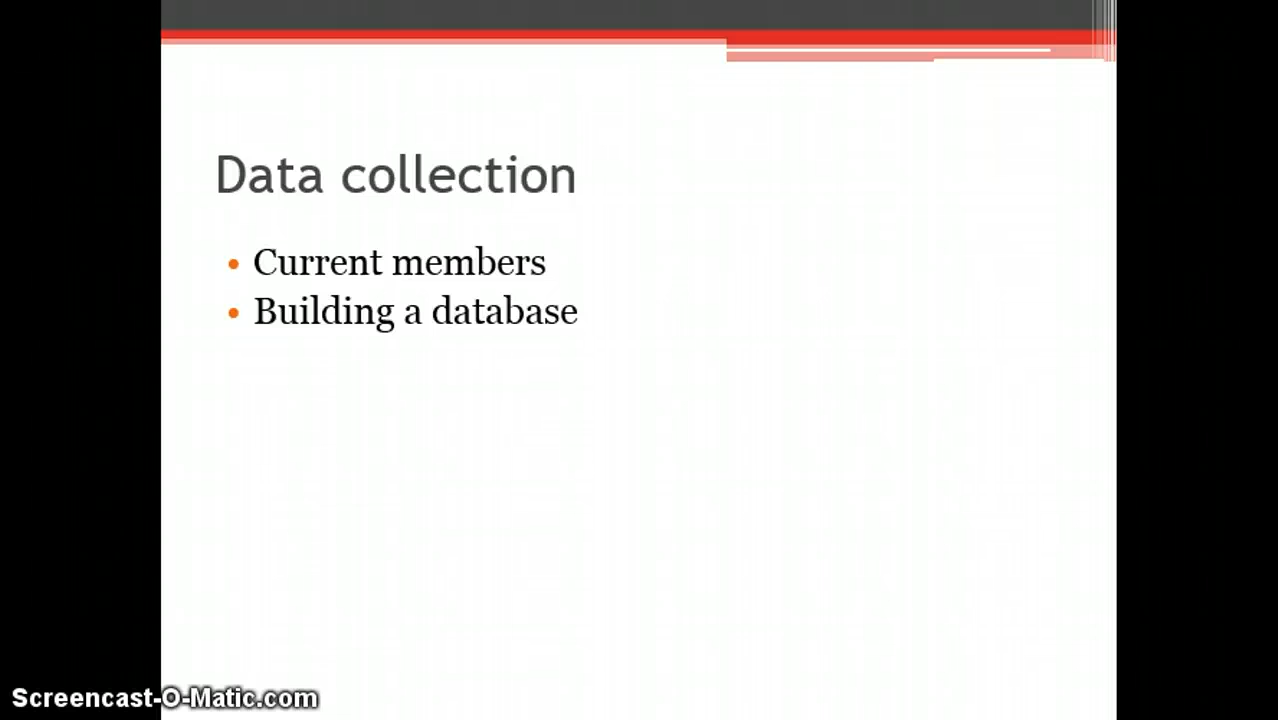 Data collection
Current members
Building a database
Screencast-O-Matic.com